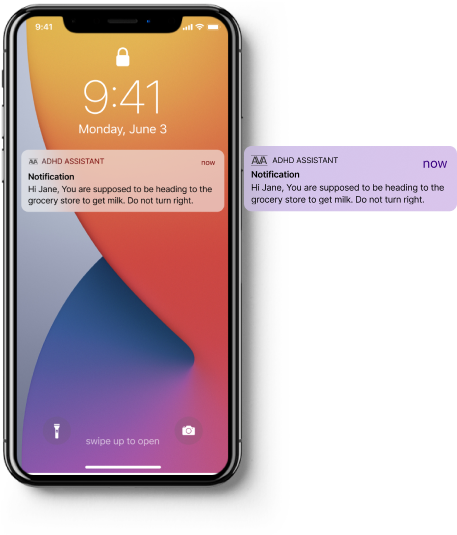 9:41
9:41
Monday, June 3
AVA ADHD ASSISTANT now
Notification
Hi Jane, You are supposed to be heading to the
grocery store to get milk. Do not turn right.
swipe up to open
AVA ADHD ASSISTANT now
Notification
Hi Jane, You are supposed to be heading to the
grocery store to get milk. Do not turn right.